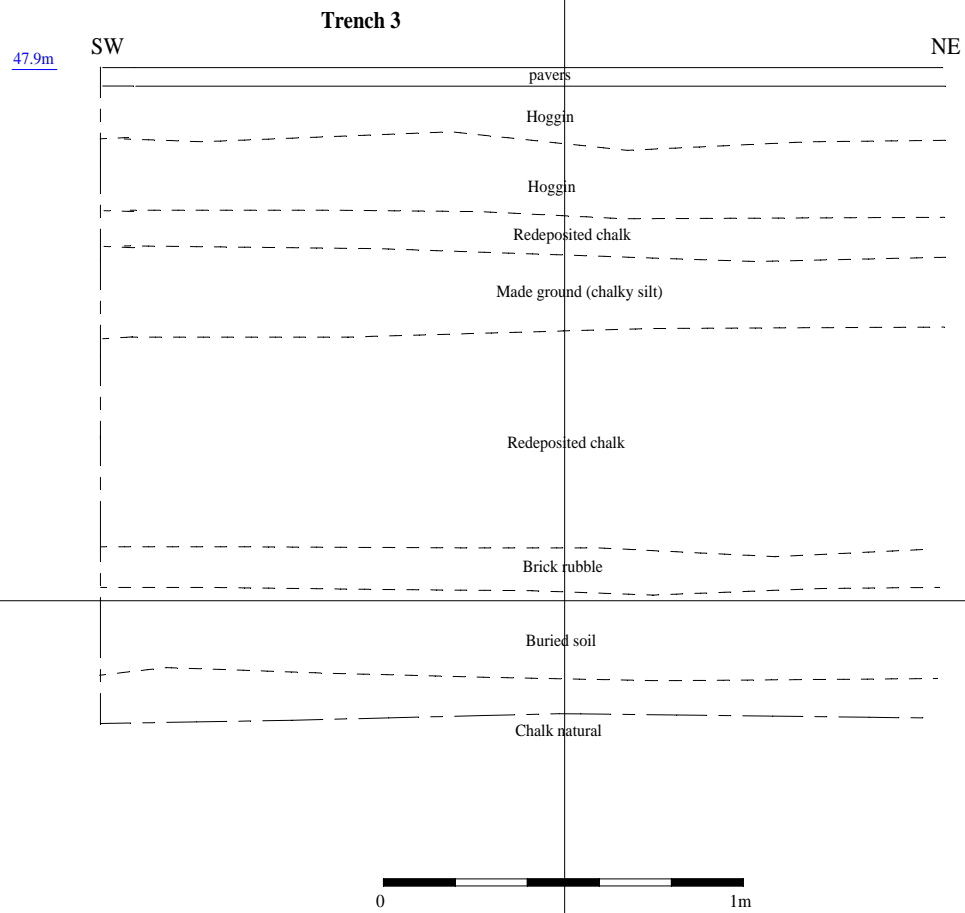 Trench 3
SW
NE
47.9m
pavers
Hoggin
Hoggin
Redeposited chalk
Made ground (chalky silt)
Redeposited chalk
Brick rubble
Buried soil
Chalk natural
0
1m